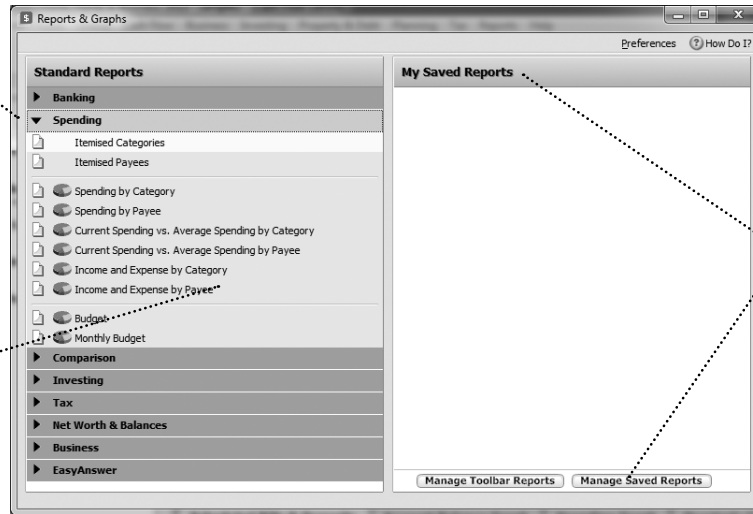 Reports & Graphs
Preferences ? How Do I?
Standard Reports
Banking
Spending
Itemised Categories
Itemised Payees
Spending by Category
Spending by Payee
Current Spending vs. Average Spending by Category
Current Spending vs. Average Spending by Payee
Income and Expense by Category
Income and Expense by Payee
Budget
Monthly Budget
Comparison
Investing
Tax
Net Worth & Balances
Business
EasyAnswer
My Saved Reports
Manage Toolbar Reports Manage Saved Reports